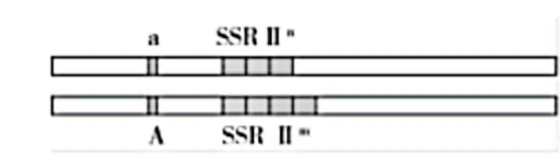 a SSR II ⁿ
A SSR II ᵐ